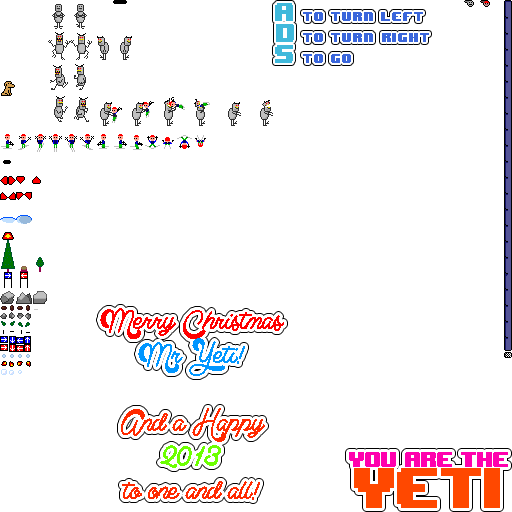 A TO TURN LEFT
D TO TURN RIGHT
S TO GO
Merry Christmas
Mr Yeti!
And a Happy
2013
to one and all!
YOU ARE THE
YETI